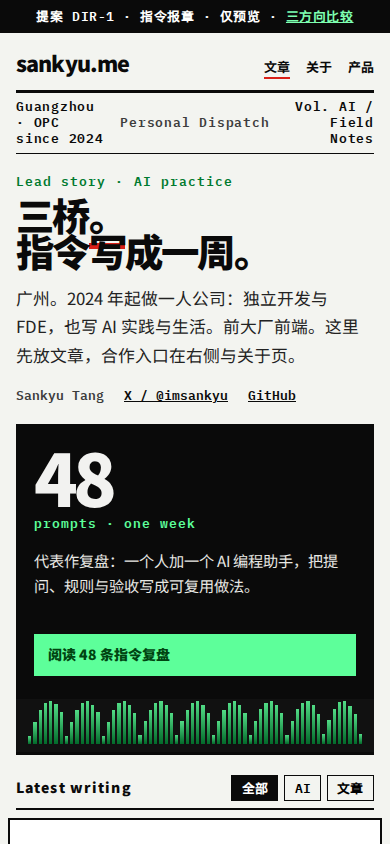 提案 DIR-1 · 指令报章 · 仅预览 · 三方向比较
sankyu.me
文章 关于 产品
Guangzhou · OPC since 2024
Personal Dispatch
Vol. AI / Field Notes
Lead story · AI practice
三桥。
指令写成一周。
广州。2024 年起做一人公司：独立开发与
FDE，也写 AI 实践与生活。前大厂前端。这里
先放文章，合作入口在右侧与关于页。
Sankyu Tang X / @imsankyu GitHub
48
prompts · one week
代表作复盘：一个人加一个 AI 编程助手，把提
问、规则与验收写成可复用做法。
阅读 48 条指令复盘
Latest writing
全部 AI 文章